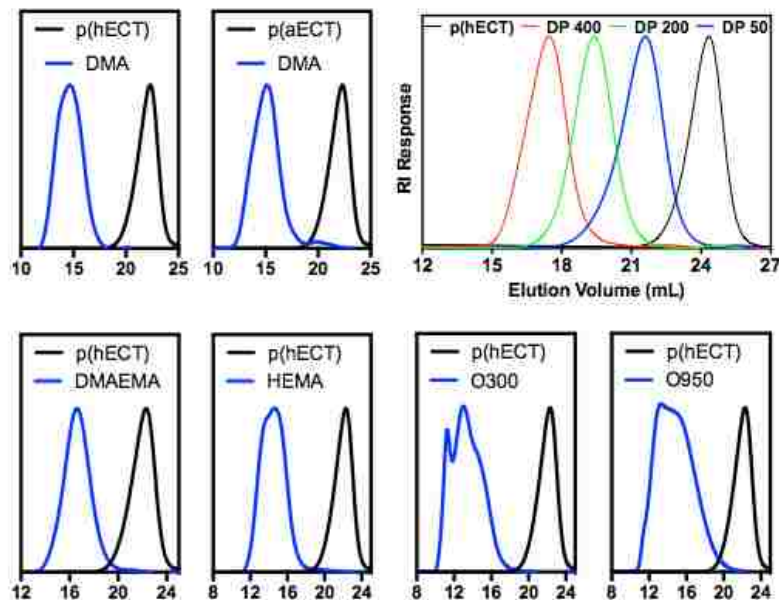 p(hECT)
DMA
10 15 20 25
p(aECT)
DMA
10 15 20 25
p(hECT) DP 400 DP 200 DP 50
RI Response
12 15 18 21 24 27
Elution Volume (mL)
p(hECT)
DMAEMA
12 16 20 24
p(hECT)
HEMA
8 12 16 20 24
p(hECT)
O300
8 12 16 20 24
p(hECT)
O950
8 12 16 20 24